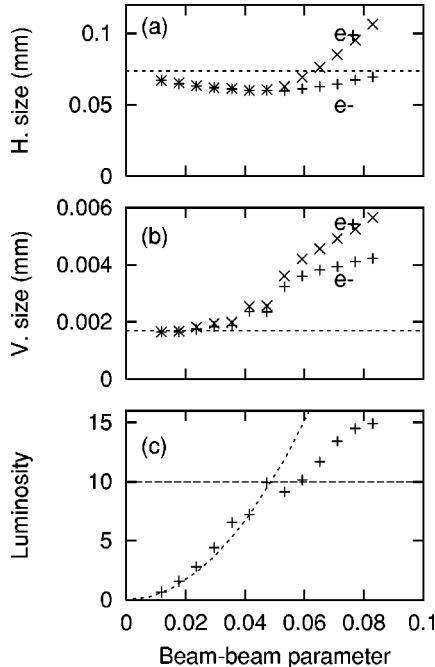 (a)
e+
0.1
0.05
0
H. size (mm)
e-
(b)
e+
0.006
0.004
0.002
0
V. size (mm)
e-
(c)
15
10
5
0
Luminosity
0 0.02 0.04 0.06 0.08 0.1
Beam-beam parameter